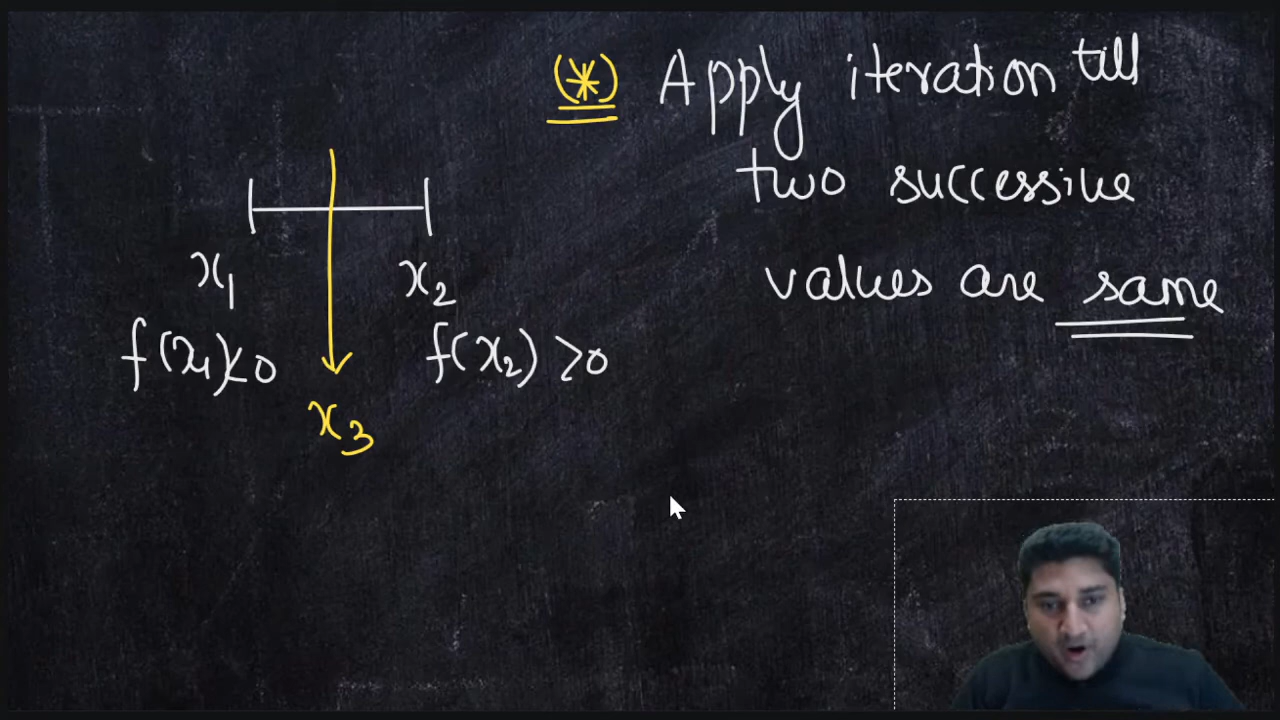 (*) Apply iteration till
two successive
values are same
x₁ x₂
f(x₁)<0 f(x₂) >0
x₃